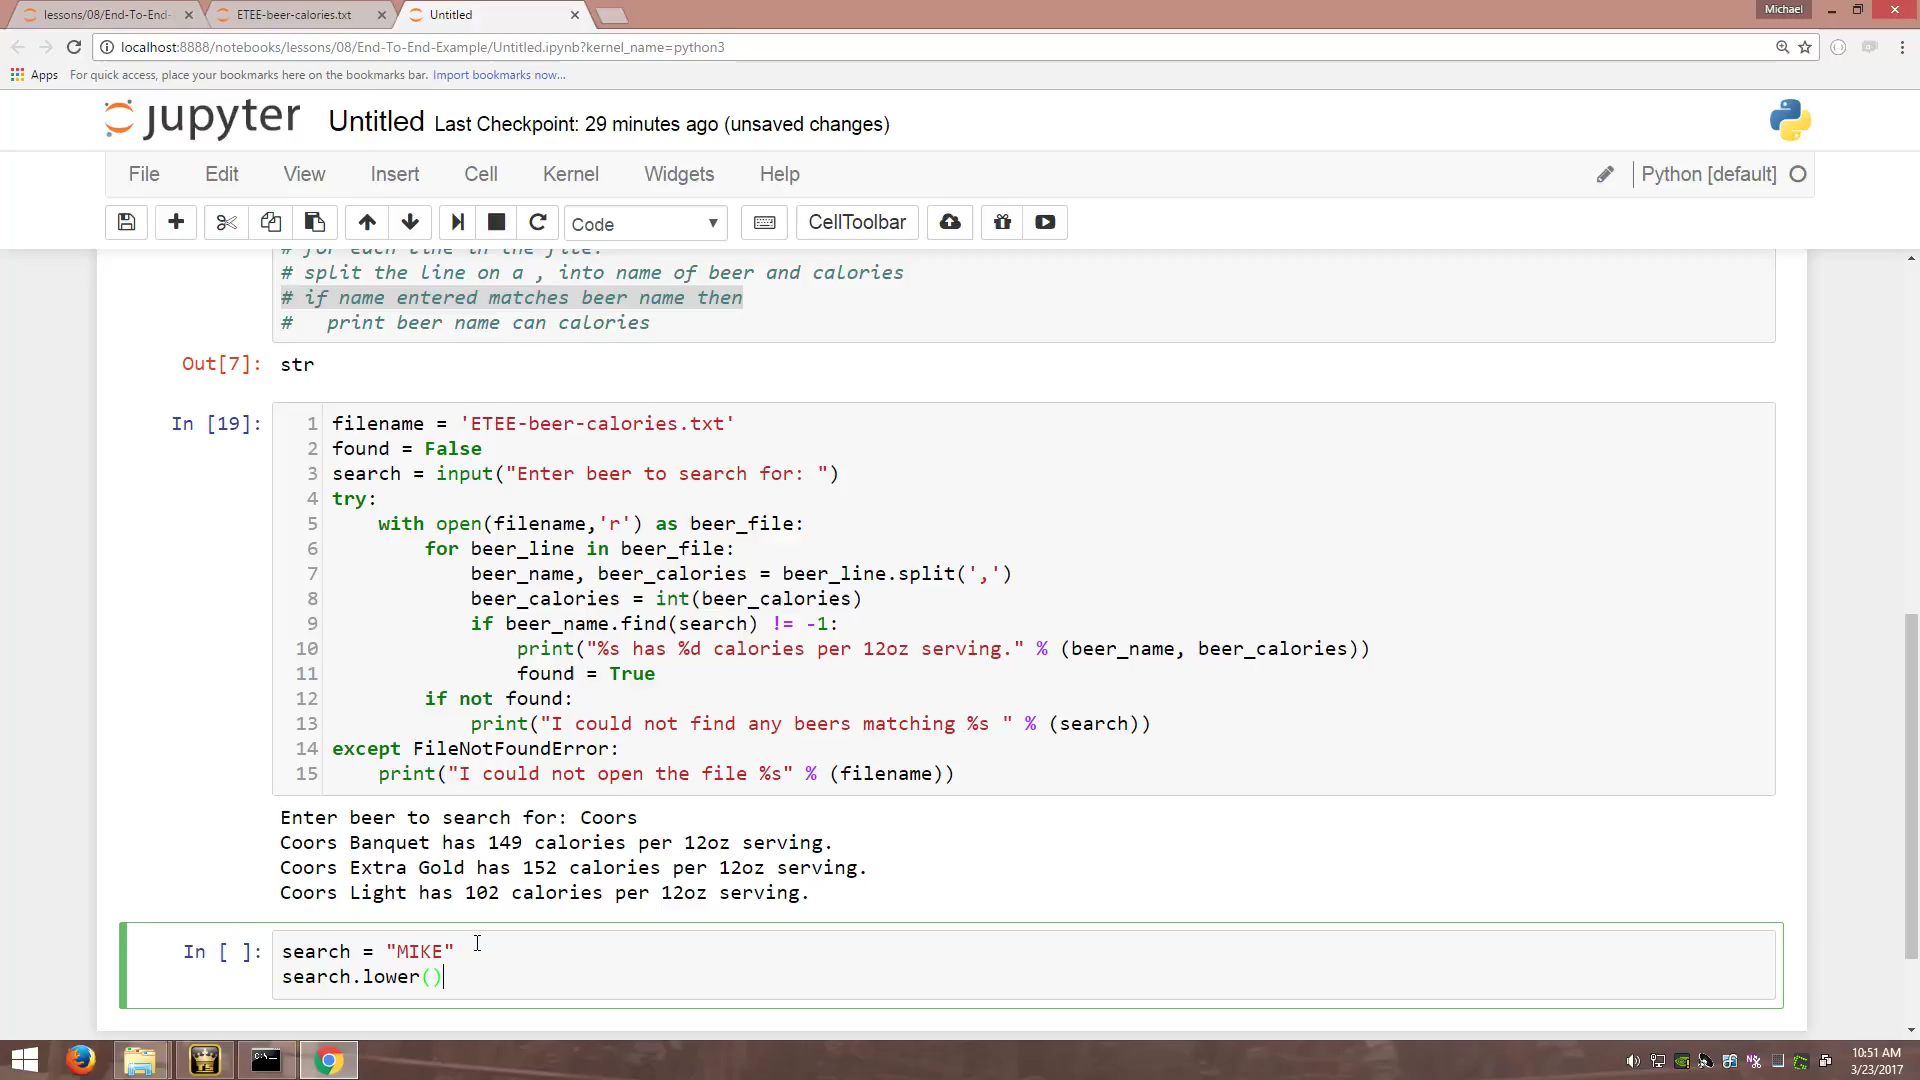 lessons/08/End-To-End-
ETEE-beer-calories.txt
Untitled
Michael
localhost:8888/notebooks/lessons/08/End-To-End-Example/Untitled.ipynb?kernel_name=python3
Apps For quick access, place your bookmarks here on the bookmarks bar. Import bookmarks now...
jupyter Untitled Last Checkpoint: 29 minutes ago (unsaved changes)
File Edit View Insert Cell Kernel Widgets Help Python [default]
Code CellToolbar
# for each line in the file:
# split the line on a , into name of beer and calories
# if name entered matches beer name then
#   print beer name can calories
Out[7]: str
In [19]:
1 filename = 'ETEE-beer-calories.txt'
2 found = False
3 search = input("Enter beer to search for: ")
4 try:
5     with open(filename,'r') as beer_file:
6         for beer_line in beer_file:
7             beer_name, beer_calories = beer_line.split(',')
8             beer_calories = int(beer_calories)
9             if beer_name.find(search) != -1:
10                 print("%s has %d calories per 12oz serving." % (beer_name, beer_calories))
11                 found = True
12         if not found:
13             print("I could not find any beers matching %s " % (search))
14 except FileNotFoundError:
15     print("I could not open the file %s" % (filename))
Enter beer to search for: Coors
Coors Banquet has 149 calories per 12oz serving.
Coors Extra Gold has 152 calories per 12oz serving.
Coors Light has 102 calories per 12oz serving.
In [ ]: search = "MIKE"
search.lower()
10:51 AM
3/23/2017